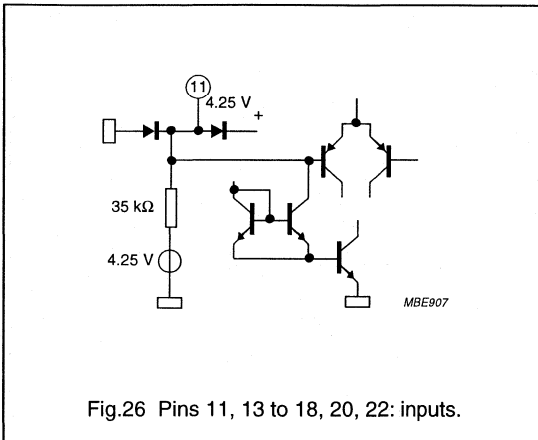 11
4.25 V
+
35 kΩ
4.25 V
MBE907
Fig.26 Pins 11, 13 to 18, 20, 22: inputs.